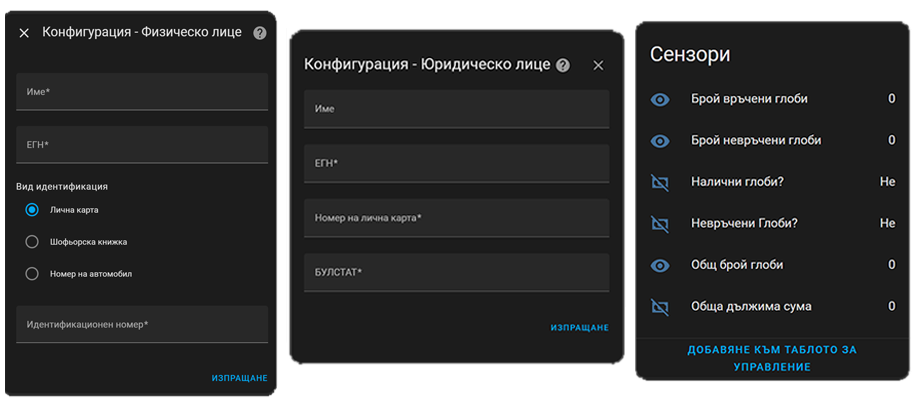 Конфигурация - Физическо лице
Име*
ЕГН*
Вид идентификация
Лична карта
Шофьорска книжка
Номер на автомобил
Идентификационен номер*
ИЗПРАЩАНЕ
Конфигурация - Юридическо лице
Име
ЕГН*
Номер на лична карта*
БУЛСТАТ*
ИЗПРАЩАНЕ
Сензори
Брой връчени глоби 0
Брой невръчени глоби 0
Налични глоби? Не
Невръчени Глоби? Не
Общ брой глоби 0
Обща дължима сума 0
ДОБАВЯНЕ КЪМ ТАБЛОТО ЗА
УПРАВЛЕНИЕ